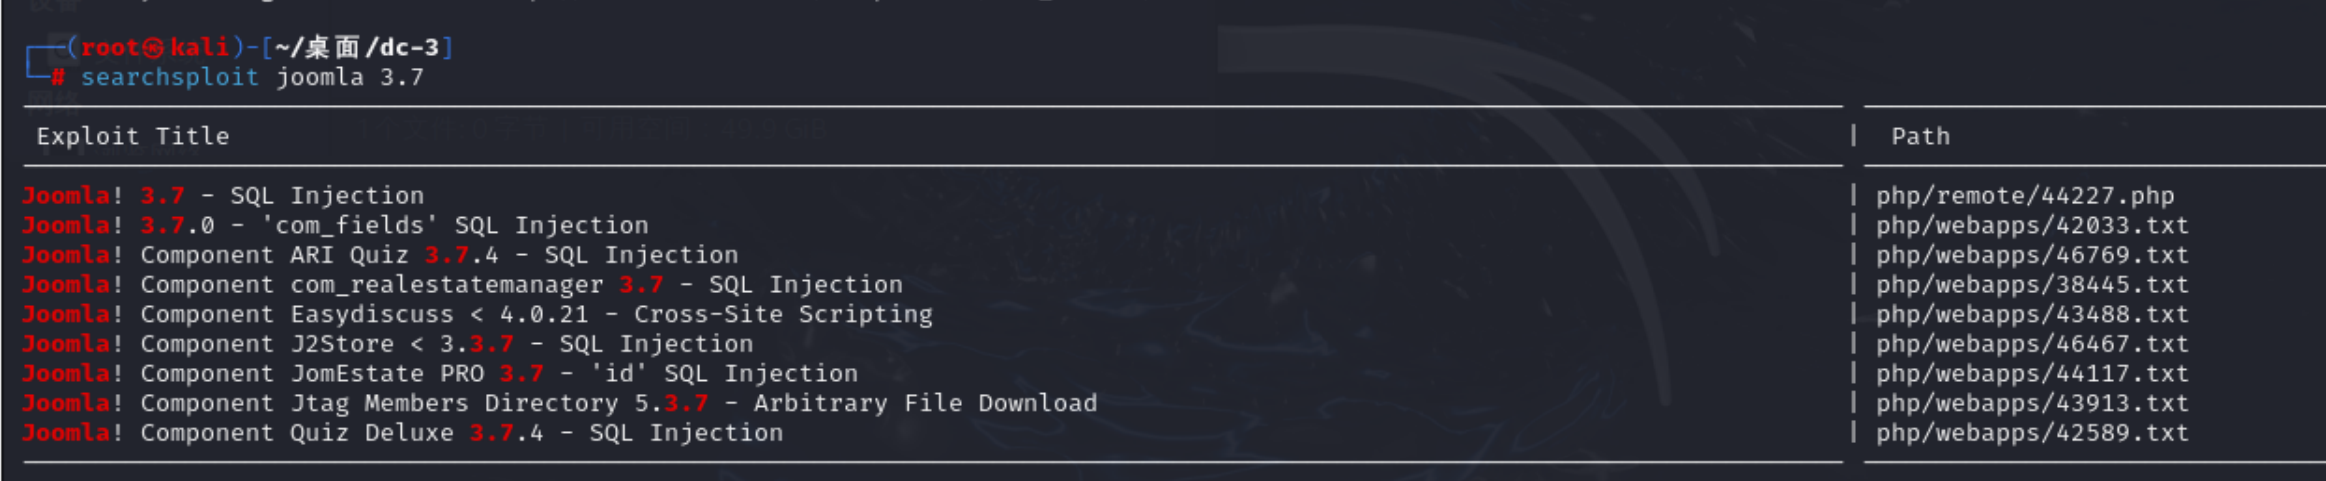 (root㉿kali)-[~/桌面/dc-3]
# searchsploit joomla 3.7
Exploit Title | Path
Joomla! 3.7 - SQL Injection | php/remote/44227.php
Joomla! 3.7.0 - 'com_fields' SQL Injection | php/webapps/42033.txt
Joomla! Component ARI Quiz 3.7.4 - SQL Injection | php/webapps/46769.txt
Joomla! Component com_realestatemanager 3.7 - SQL Injection | php/webapps/38445.txt
Joomla! Component Easydiscuss < 4.0.21 - Cross-Site Scripting | php/webapps/43488.txt
Joomla! Component J2Store < 3.3.7 - SQL Injection | php/webapps/46467.txt
Joomla! Component JomEstate PRO 3.7 - 'id' SQL Injection | php/webapps/44117.txt
Joomla! Component Jtag Members Directory 5.3.7 - Arbitrary File Download | php/webapps/43913.txt
Joomla! Component Quiz Deluxe 3.7.4 - SQL Injection | php/webapps/42589.txt